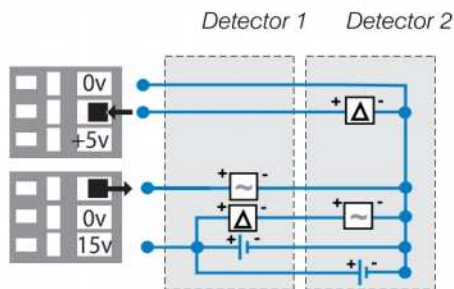 Detector 1 Detector 2
0v
+ Δ -
+5v
+ ~ -
+ Δ - + ~ -
0v
15v
+ -
+ -